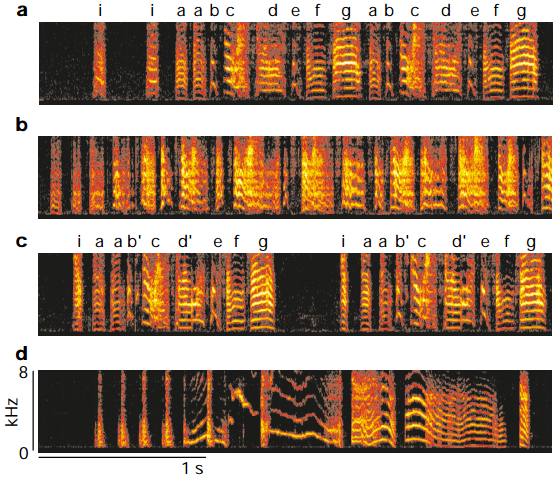 a i i a a b c d e f g a b c d e f g
b
c i a a b' c d' e f g i a a b' c d' e f g
d
8
kHz
0
1 s